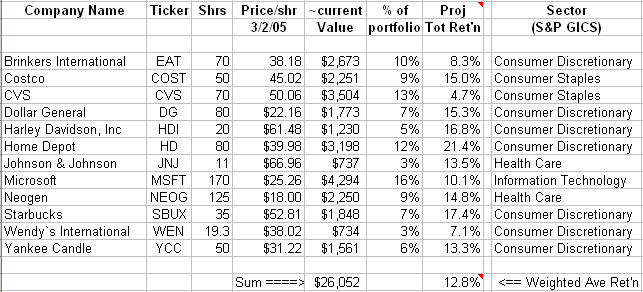 Company Name Ticker Shrs Price/shr ~current % of Proj Sector
3/2/05 Value portfolio Tot Ret'n (S&P GICS)
Brinkers International EAT 70 38.18 $2,673 10% 8.3% Consumer Discretionary
Costco COST 50 45.02 $2,251 9% 15.0% Consumer Staples
CVS CVS 70 50.06 $3,504 13% 4.7% Consumer Staples
Dollar General DG 80 $22.16 $1,773 7% 15.3% Consumer Discretionary
Harley Davidson, Inc HDI 20 $61.48 $1,230 5% 16.8% Consumer Discretionary
Home Depot HD 80 $39.98 $3,198 12% 21.4% Consumer Discretionary
Johnson & Johnson JNJ 11 $66.96 $737 3% 13.5% Health Care
Microsoft MSFT 170 $25.26 $4,294 16% 10.1% Information Technology
Neogen NEOG 125 $18.00 $2,250 9% 14.8% Health Care
Starbucks SBUX 35 $52.81 $1,848 7% 17.4% Consumer Discretionary
Wendy`s International WEN 19.3 $38.02 $734 3% 7.1% Consumer Discretionary
Yankee Candle YCC 50 $31.22 $1,561 6% 13.3% Consumer Discretionary
Sum ====> $26,052 12.8% <== Weighted Ave Ret'n